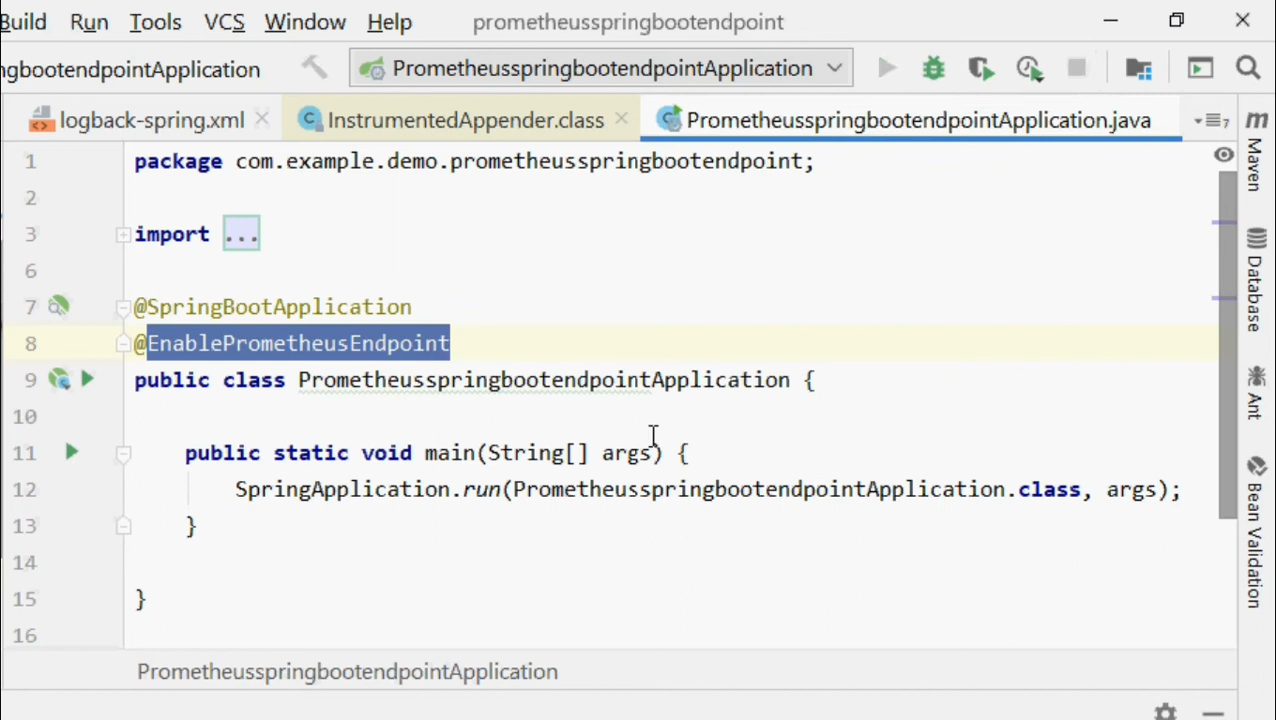 Build Run Tools VCS Window Help prometheusspringbootendpoint
ngbootendpointApplication PrometheusspringbootendpointApplication
logback-spring.xml InstrumentedAppender.class PrometheusspringbootendpointApplication.java 7
1 package com.example.demo.prometheusspringbootendpoint;
2
3 import ...
6
7 @SpringBootApplication
8 @EnablePrometheusEndpoint
9 public class PrometheusspringbootendpointApplication {
10
11 public static void main(String[] args) {
12 SpringApplication.run(PrometheusspringbootendpointApplication.class, args);
13 }
14
15 }
16
PrometheusspringbootendpointApplication
m Maven
Database
Ant
Bean Validation